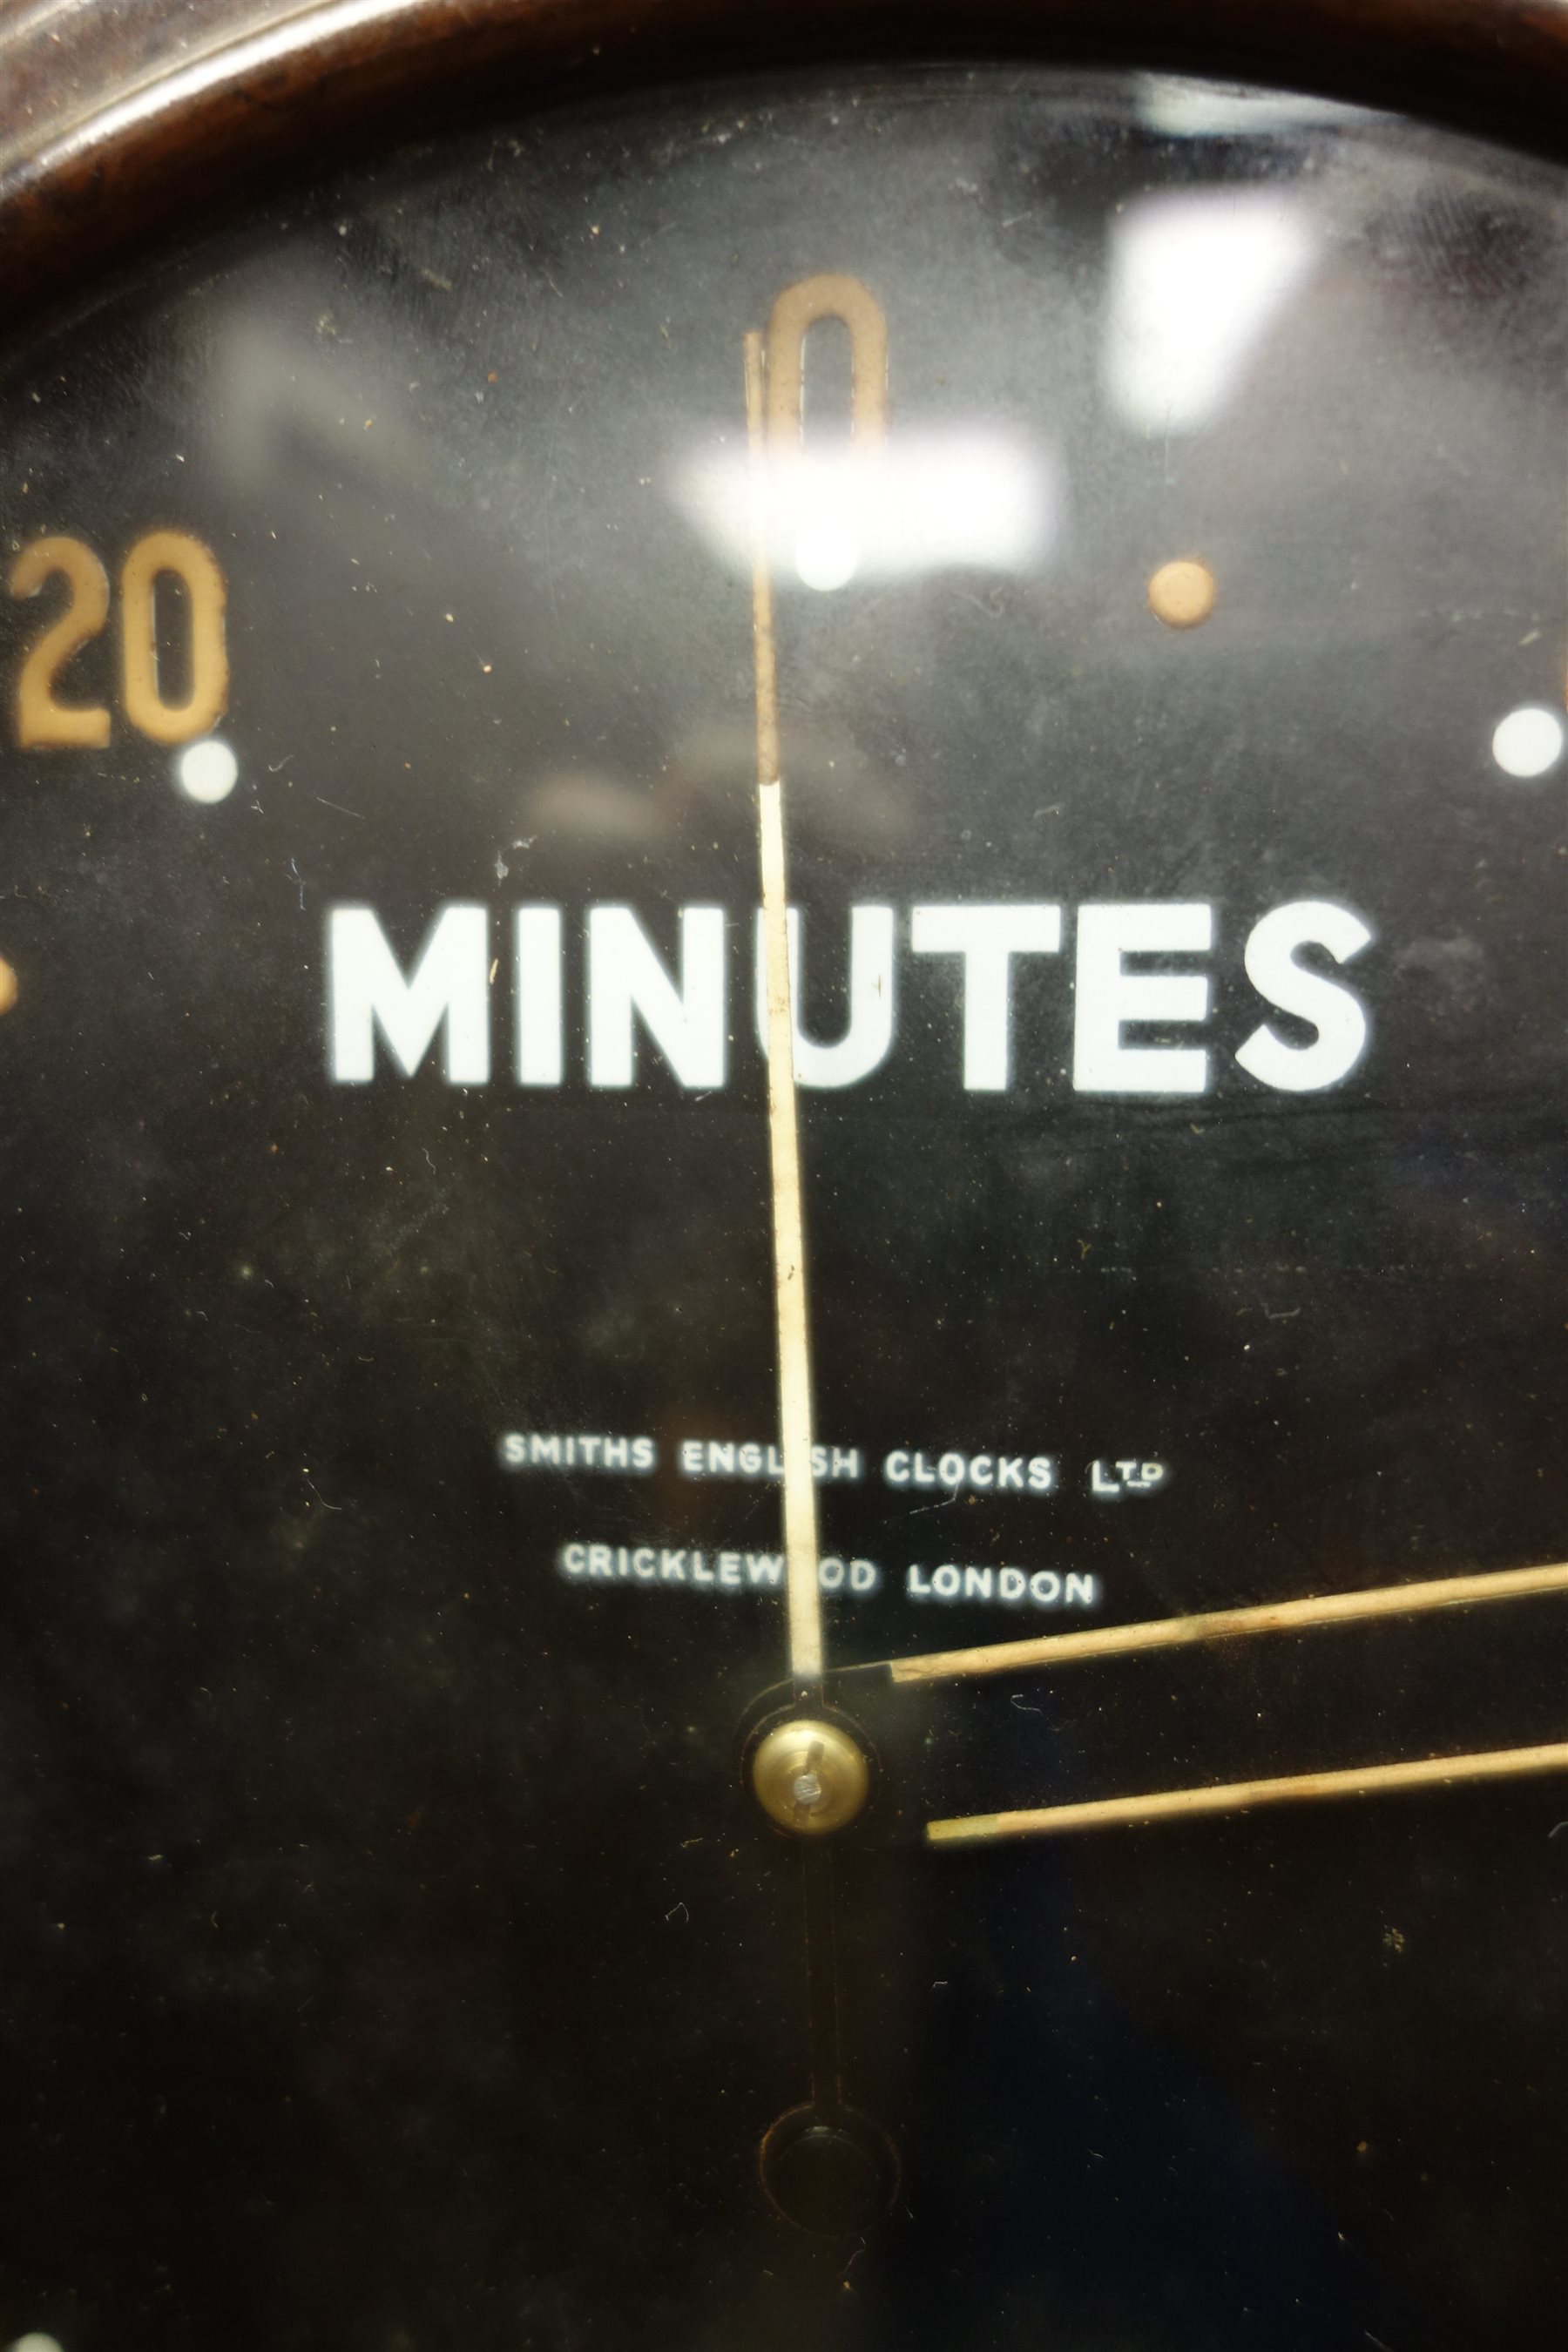 0
20
MINUTES
SMITHS ENGLISH CLOCKS LTD
CRICKLEWOOD LONDON